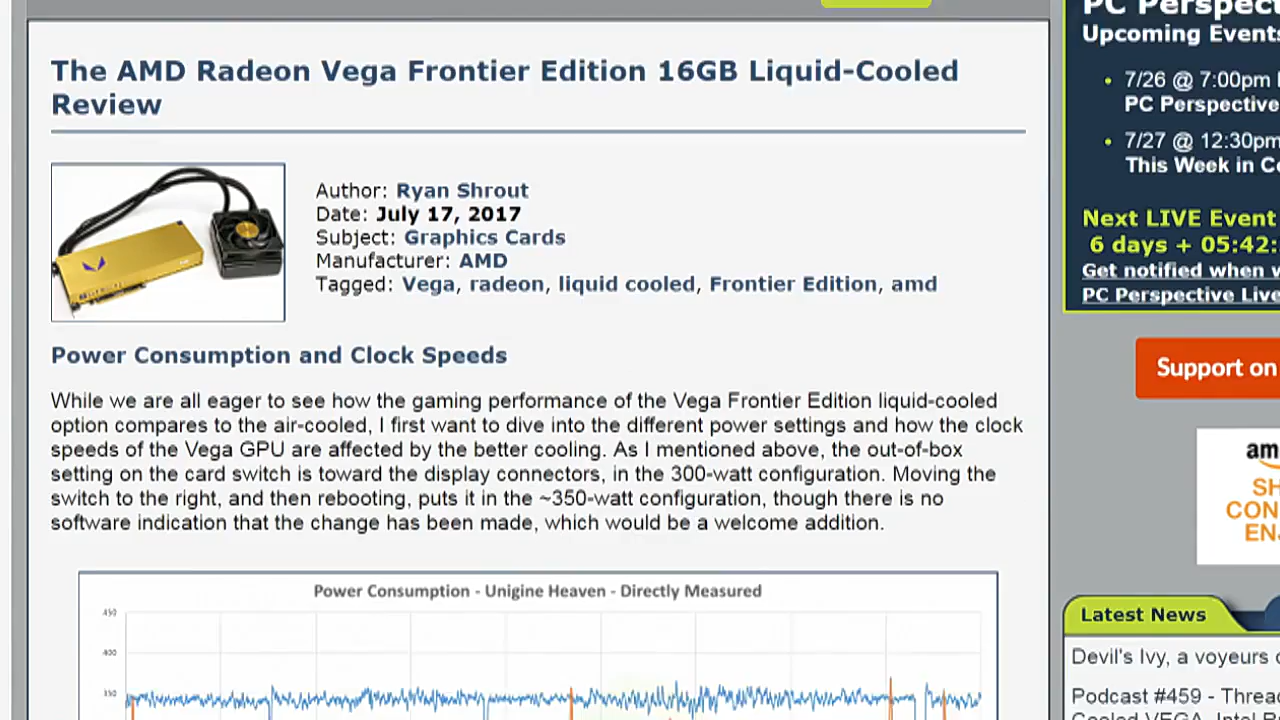 The AMD Radeon Vega Frontier Edition 16GB Liquid-Cooled
Review
Author: Ryan Shrout
Date: July 17, 2017
Subject: Graphics Cards
Manufacturer: AMD
Tagged: Vega, radeon, liquid cooled, Frontier Edition, amd
Power Consumption and Clock Speeds
While we are all eager to see how the gaming performance of the Vega Frontier Edition liquid-cooled
option compares to the air-cooled, I first want to dive into the different power settings and how the clock
speeds of the Vega GPU are affected by the better cooling. As I mentioned above, the out-of-box
setting on the card switch is toward the display connectors, in the 300-watt configuration. Moving the
switch to the right, and then rebooting, puts it in the ~350-watt configuration, though there is no
software indication that the change has been made, which would be a welcome addition.
Power Consumption - Unigine Heaven - Directly Measured
450
400
350
PC Perspect
Upcoming Events
7/26 @ 7:00pm
PC Perspective
7/27 @ 12:30pm
This Week in
Next LIVE Event
6 days + 05:42:
Get notified when
PC Perspective Live
Support on
am
SH
CON
EN
Latest News
Devil's Ivy, a voyeurs
Podcast #459 - Threa